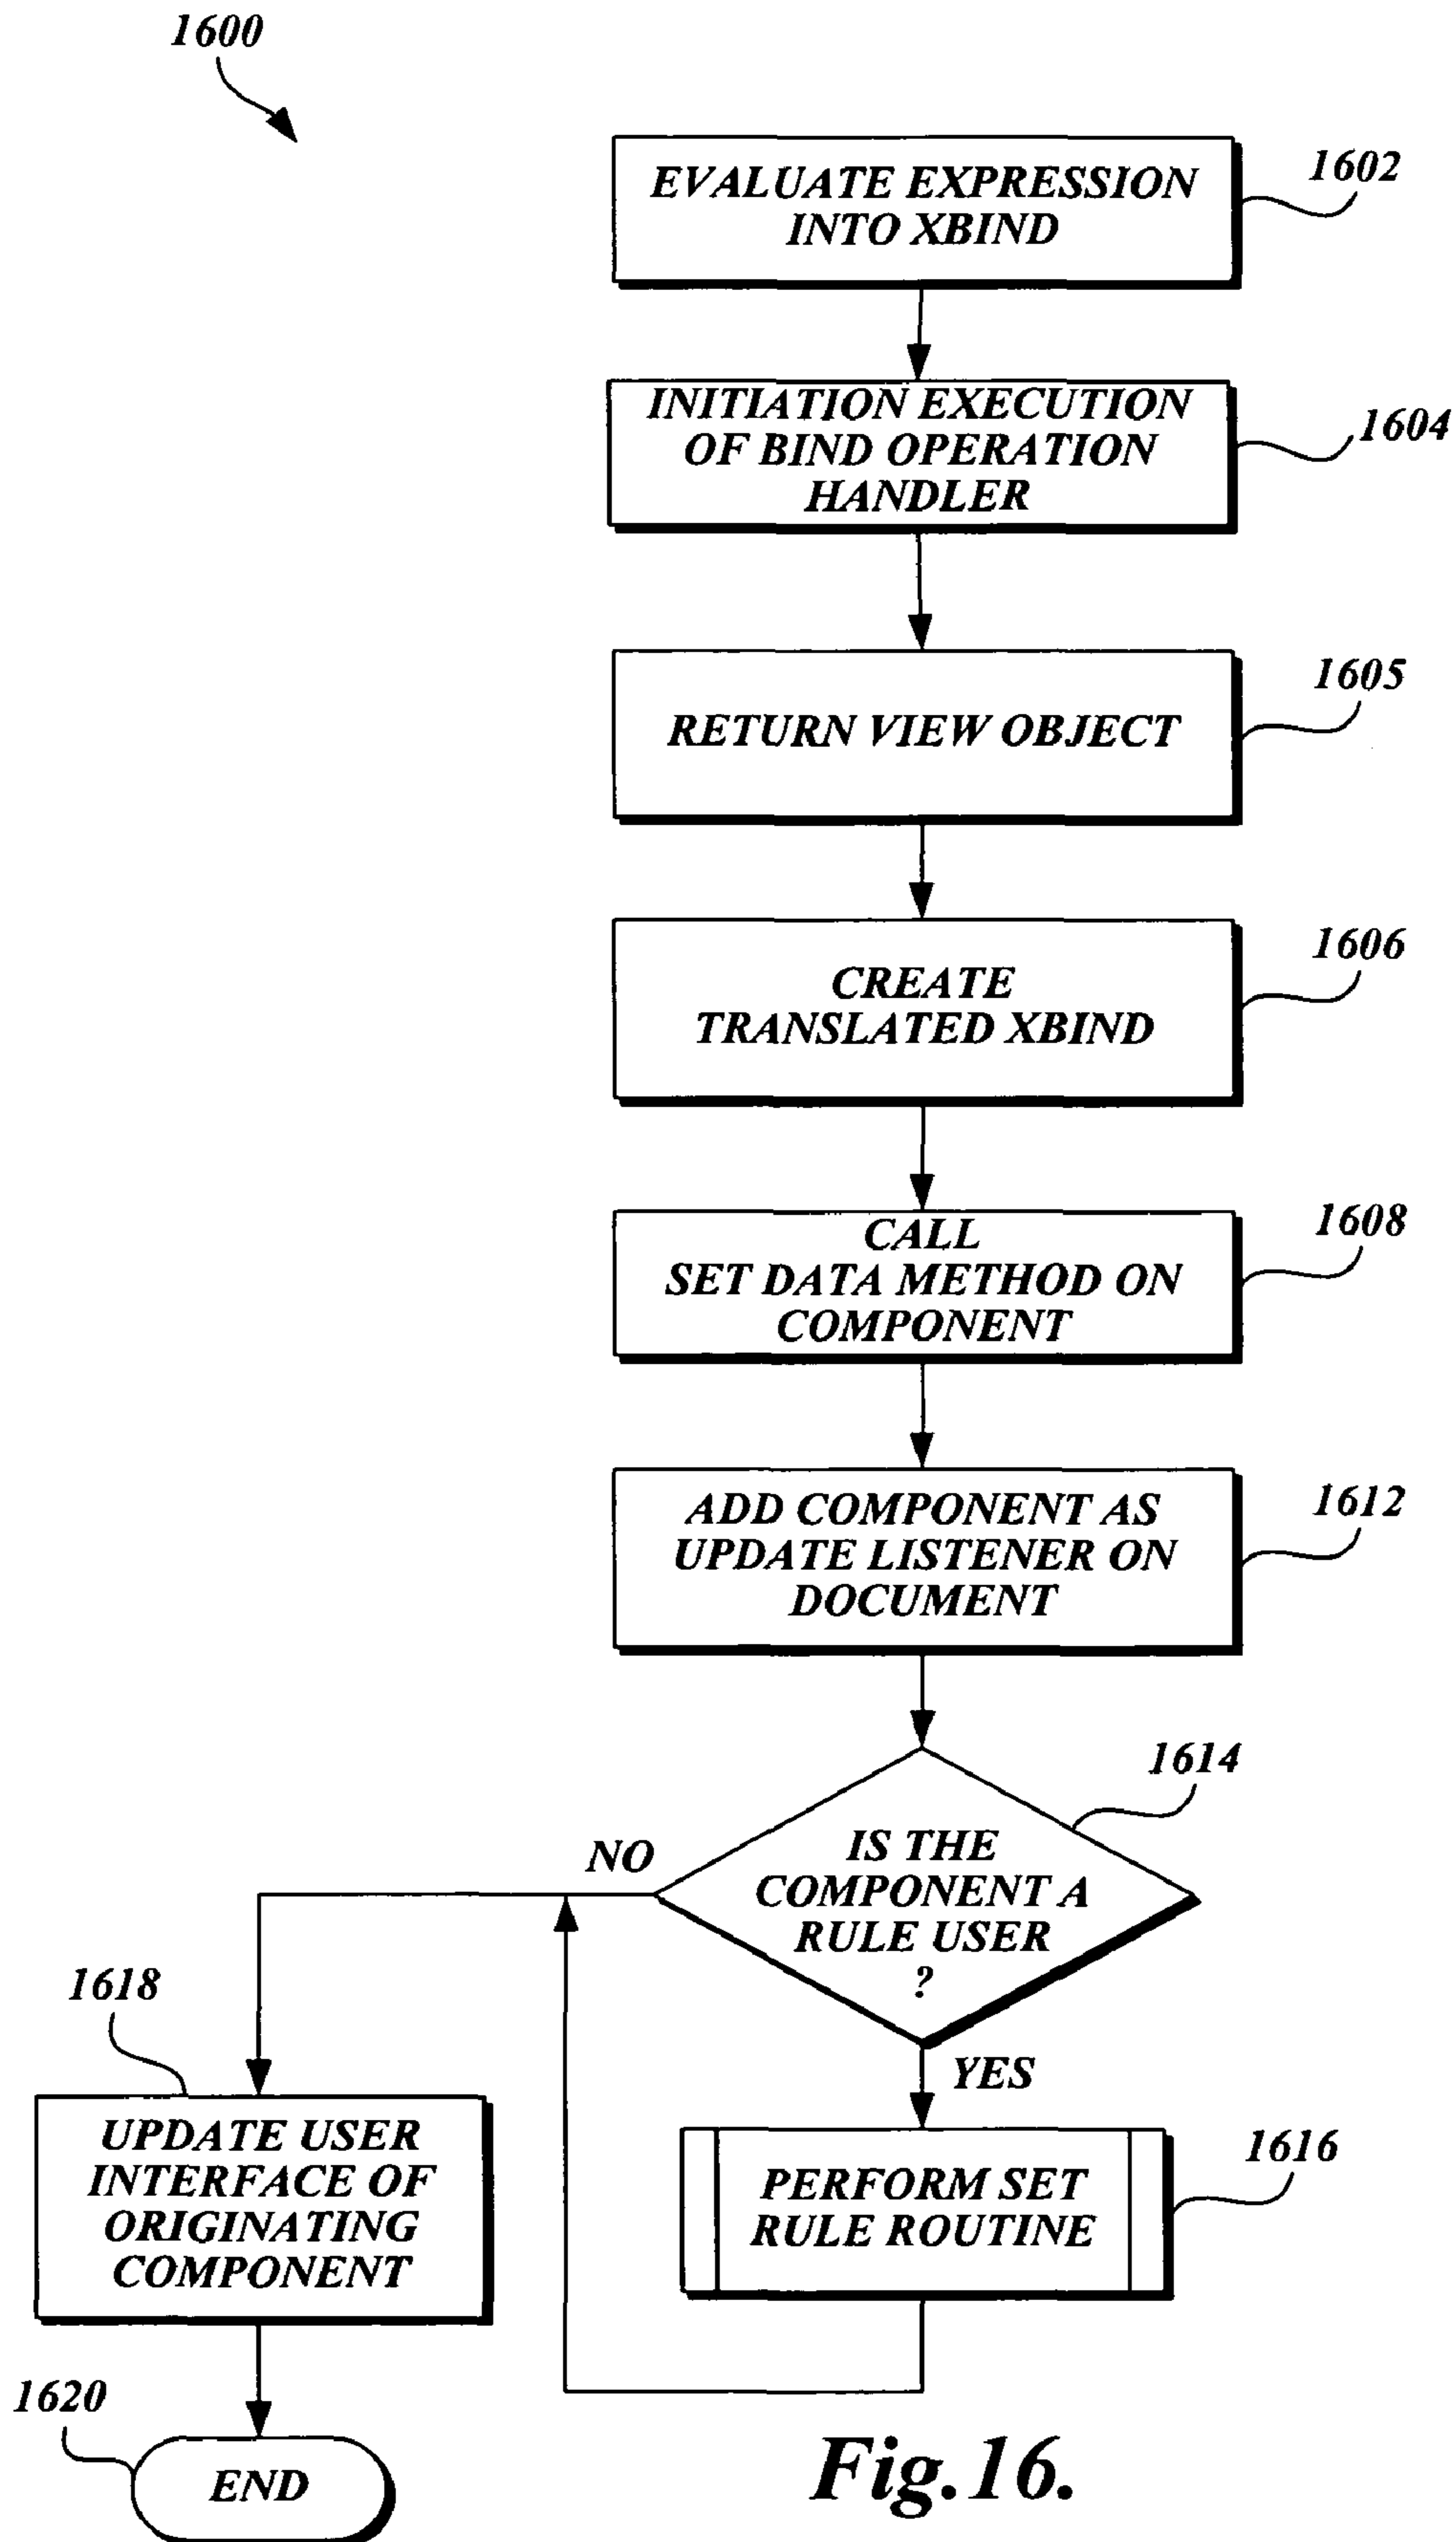 1600
EVALUATE EXPRESSION
INTO XBIND
1602
INITIATION EXECUTION
OF BIND OPERATION
HANDLER
1604
RETURN VIEW OBJECT
1605
CREATE
TRANSLATED XBIND
1606
CALL
SET DATA METHOD ON
COMPONENT
1608
ADD COMPONENT AS
UPDATE LISTENER ON
DOCUMENT
1612
IS THE
COMPONENT A
RULE USER
?
1614
NO
YES
PERFORM SET
RULE ROUTINE
1616
1618
UPDATE USER
INTERFACE OF
ORIGINATING
COMPONENT
1620
END
Fig.16.